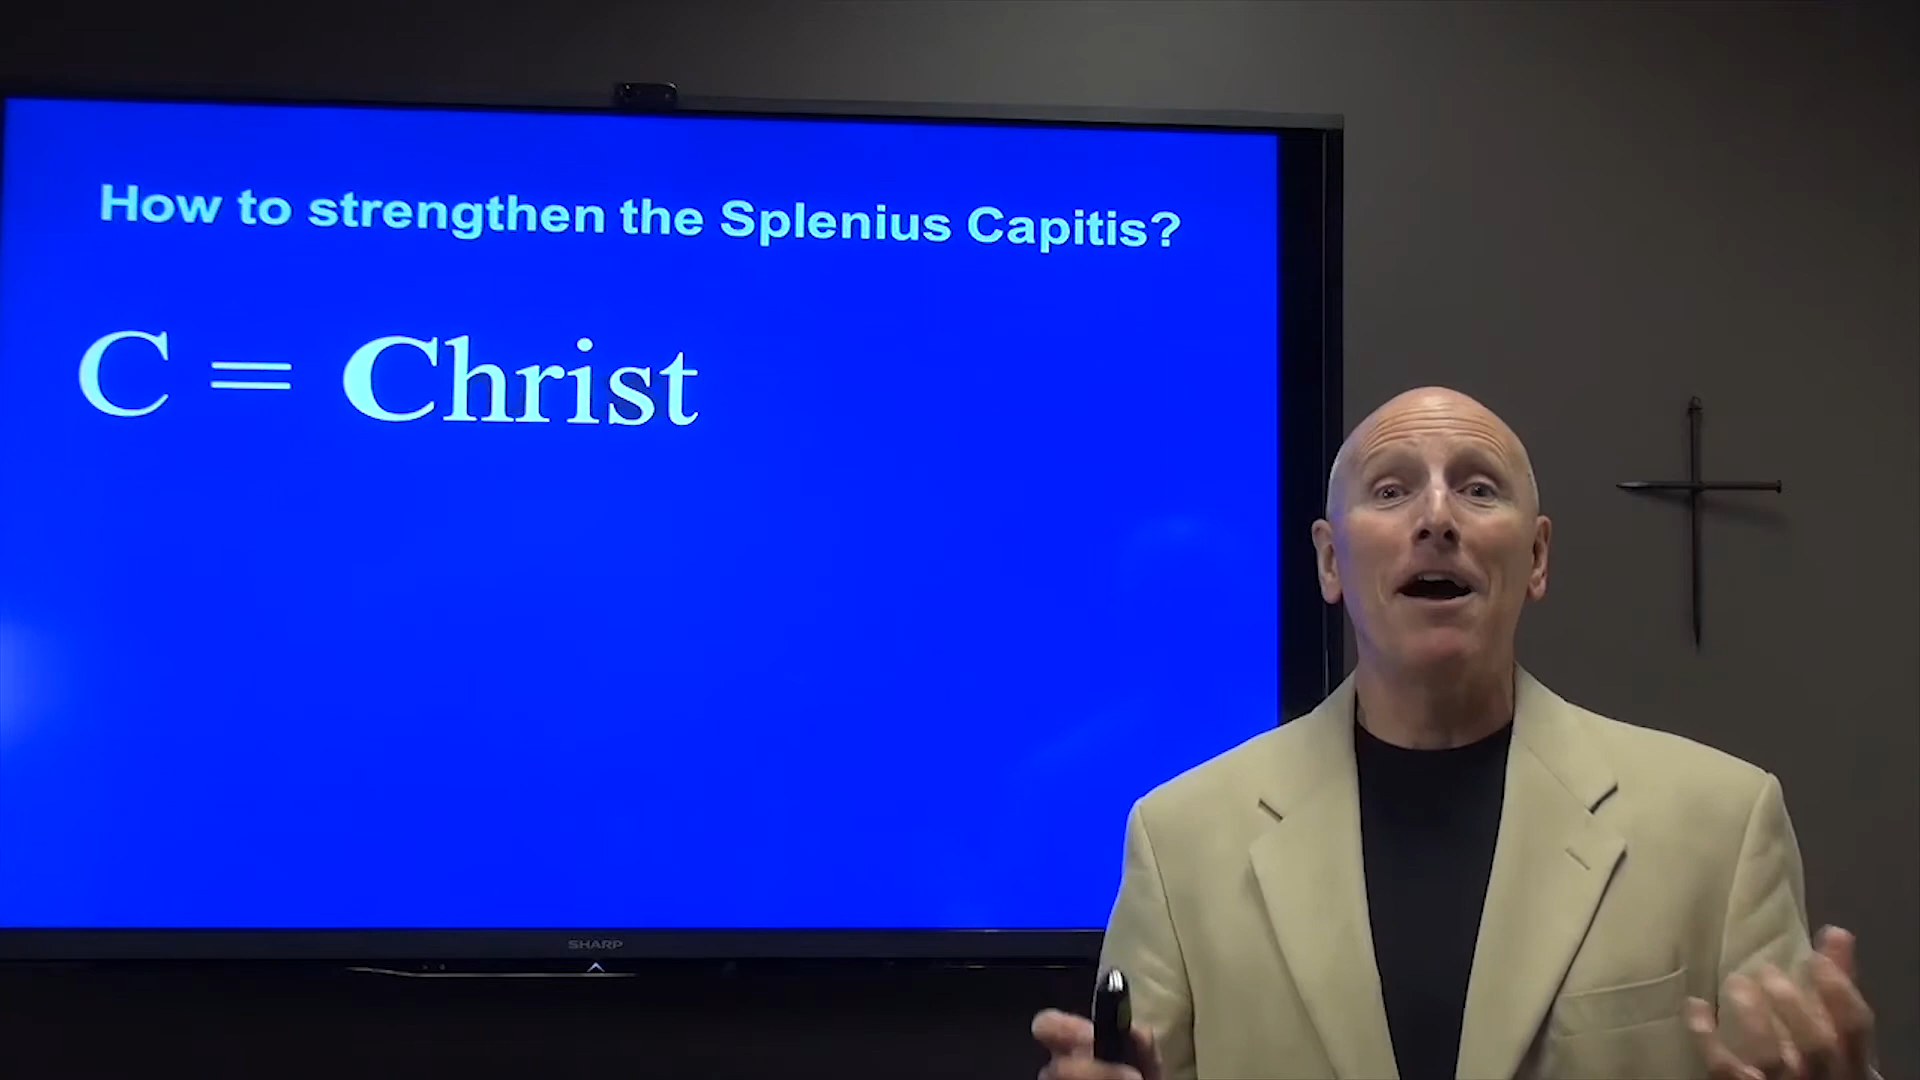 How to strengthen the Splenius Capitis?
C = Christ
SHARP